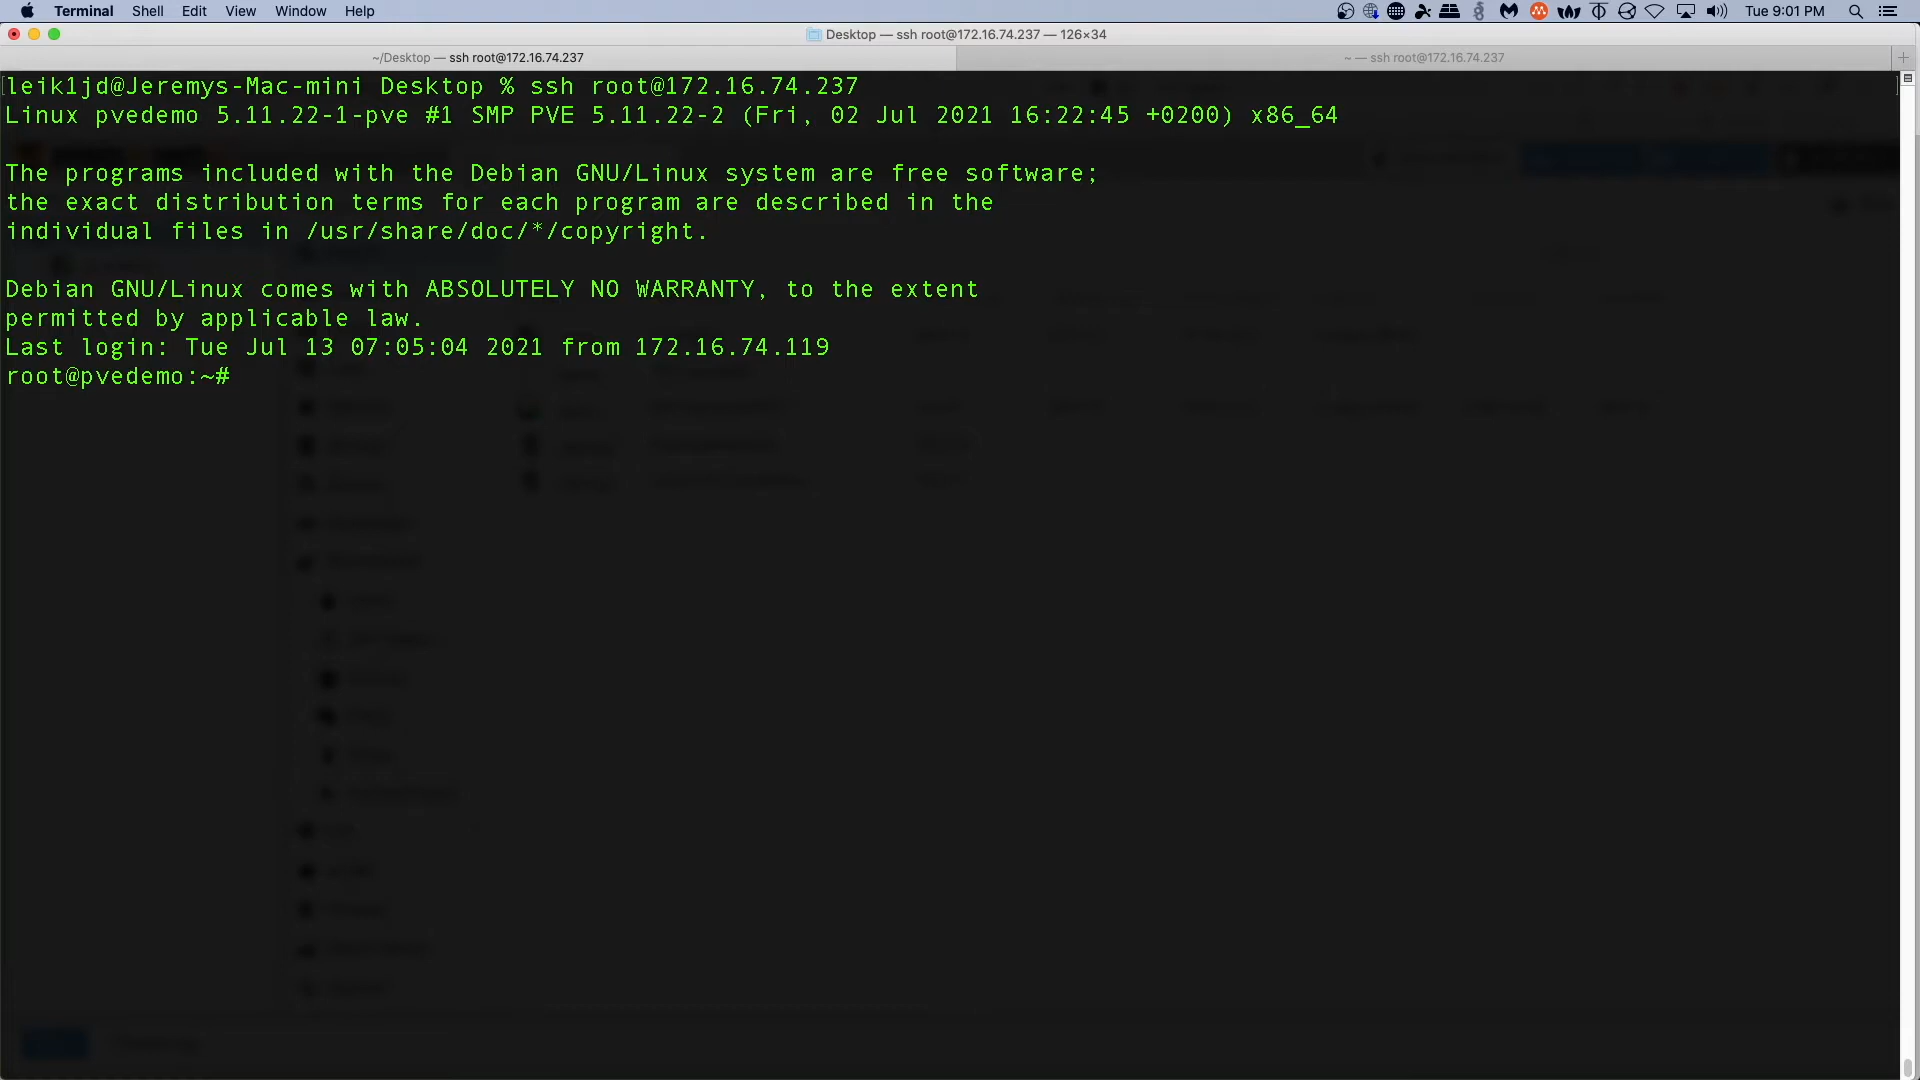 Terminal Shell Edit View Window Help Tue 9:01 PM
Desktop — ssh root@172.16.74.237 — 126×34
~/Desktop — ssh root@172.16.74.237 ~ — ssh root@172.16.74.237
[leik1jd@Jeremys-Mac-mini Desktop % ssh root@172.16.74.237 ]
Linux pvedemo 5.11.22-1-pve #1 SMP PVE 5.11.22-2 (Fri, 02 Jul 2021 16:22:45 +0200) x86_64
The programs included with the Debian GNU/Linux system are free software;
the exact distribution terms for each program are described in the
individual files in /usr/share/doc/*/copyright.
Debian GNU/Linux comes with ABSOLUTELY NO WARRANTY, to the extent
permitted by applicable law.
Last login: Tue Jul 13 07:05:04 2021 from 172.16.74.119
root@pvedemo:~#